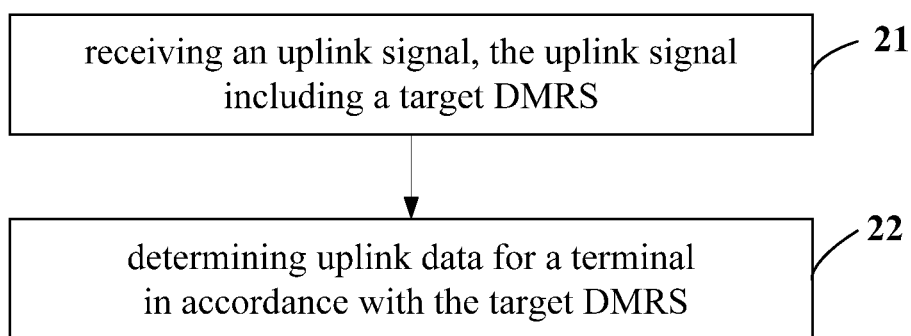 receiving an uplink signal, the uplink signal
including a target DMRS
21
determining uplink data for a terminal
in accordance with the target DMRS
22